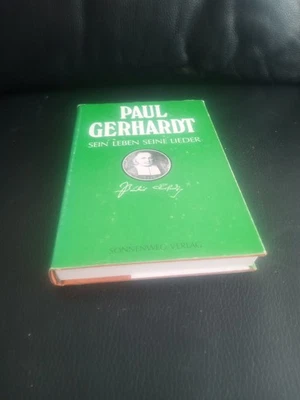 PAUL
GERHARDT
SEIN LEBEN SEINE LIEDER
VERLAG